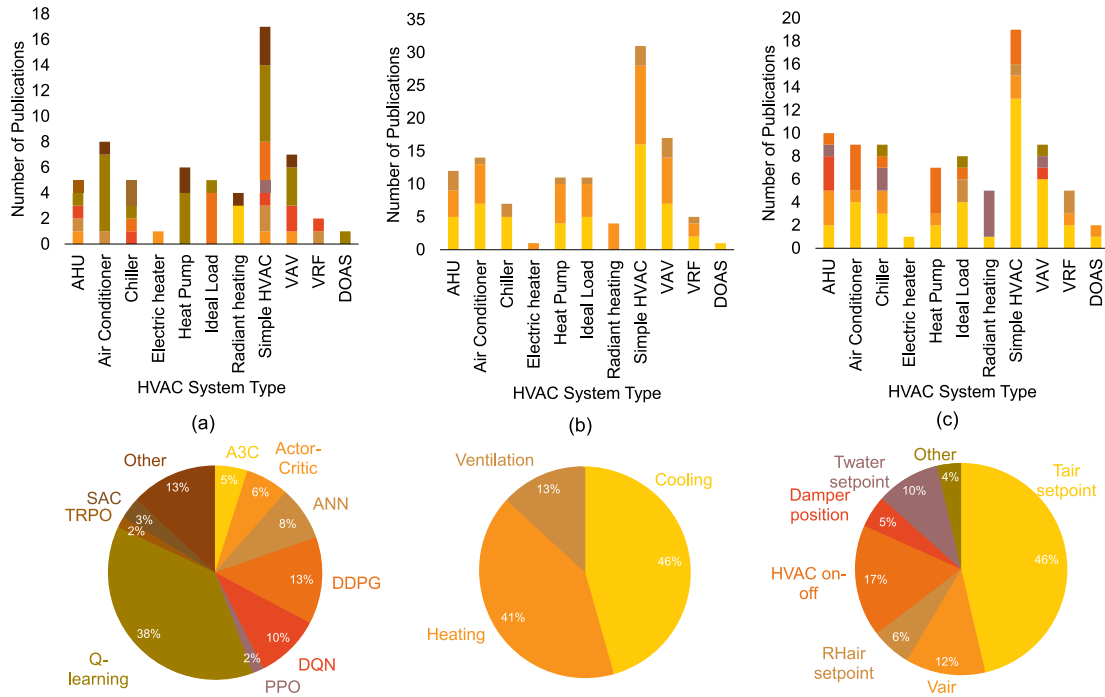 18
16
14
12
10
8
6
4
2
0
Number of Publications
AHU
Air Conditioner
Chiller
Electric heater
Heat Pump
Ideal Load
Radiant heating
Simple HVAC
VAV
VRF
DOAS
HVAC System Type
(a)
35
30
25
20
15
10
5
0
Number of Publications
AHU
Air Conditioner
Chiller
Electric heater
Heat Pump
Ideal Load
Radiant heating
Simple HVAC
VAV
VRF
DOAS
HVAC System Type
(b)
20
18
16
14
12
10
8
6
4
2
0
Number of Publications
AHU
Air Conditioner
Chiller
Electric heater
Heat Pump
Ideal Load
Radiant heating
Simple HVAC
VAV
VRF
DOAS
HVAC System Type
(c)
A3C
5%
Actor-
Critic
6%
ANN
8%
DDPG
13%
DQN
10%
PPO
2%
Q-
learning
38%
TRPO
2%
SAC
3%
Other
13%
Cooling
46%
Heating
41%
Ventilation
13%
Tair
setpoint
46%
Vair
12%
RHair
setpoint
6%
HVAC on-
off
17%
Damper
position
5%
Twater
setpoint
10%
Other
4%